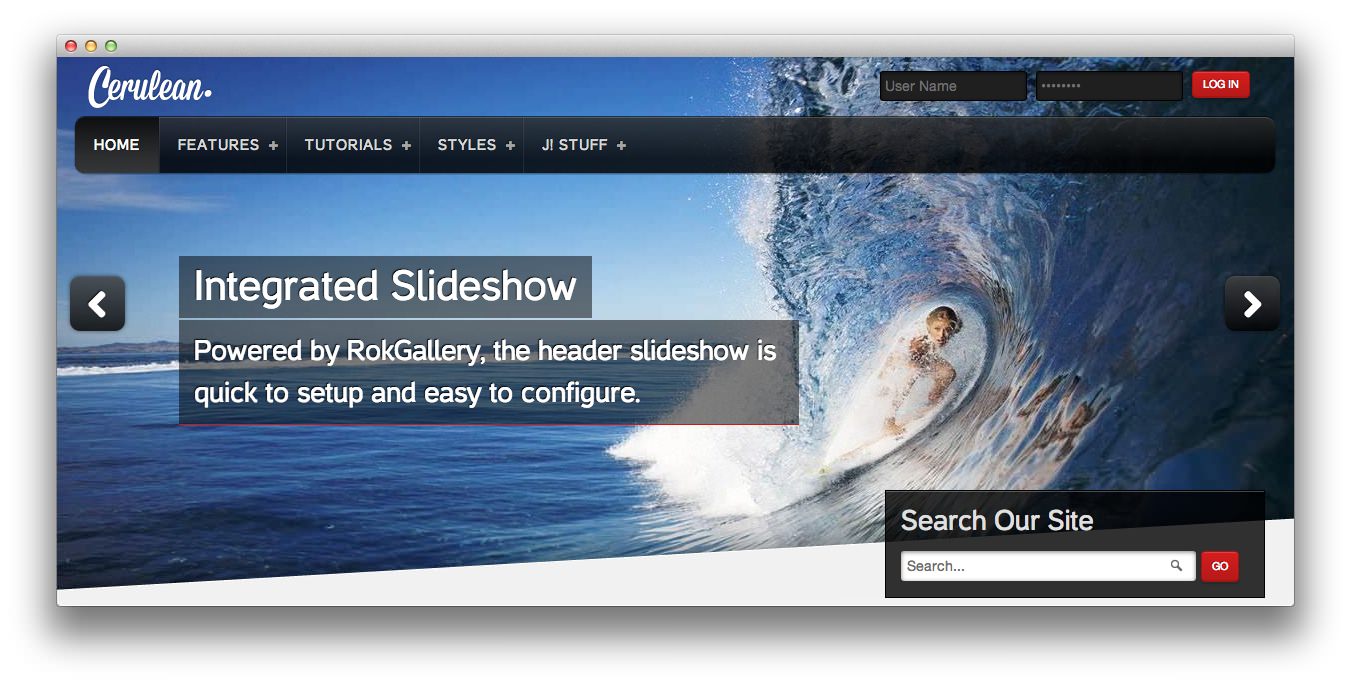 Cerulean.
User Name
••••••••
LOG IN
HOME
FEATURES +
TUTORIALS +
STYLES +
J! STUFF +
Integrated Slideshow
Powered by RokGallery, the header slideshow is
quick to setup and easy to configure.
Search Our Site
Search...
GO